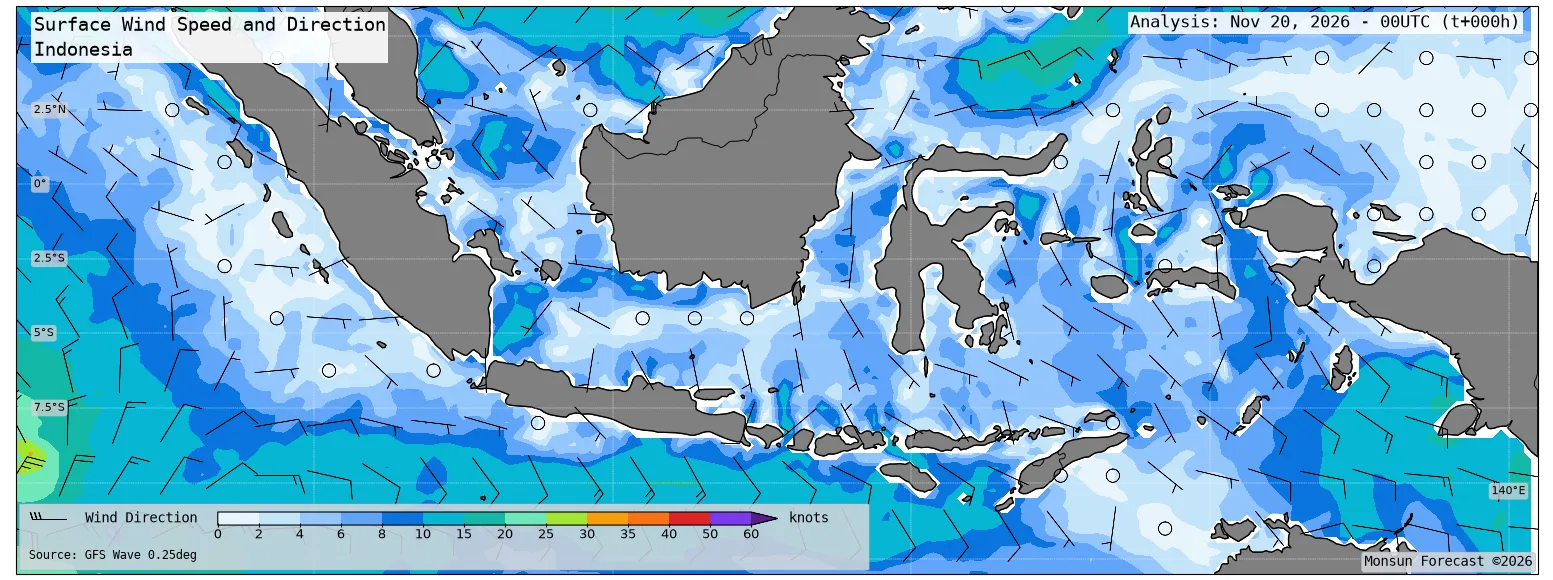 Surface Wind Speed and Direction
Indonesia
Analysis: Nov 20, 2026 - 00UTC (t+000h)
2.5°N
0°
2.5°S
5°S
7.5°S
140°E
Wind Direction
knots
0 2 4 6 8 10 15 20 25 30 35 40 50 60
Source: GFS Wave 0.25deg
Monsun Forecast ©2026